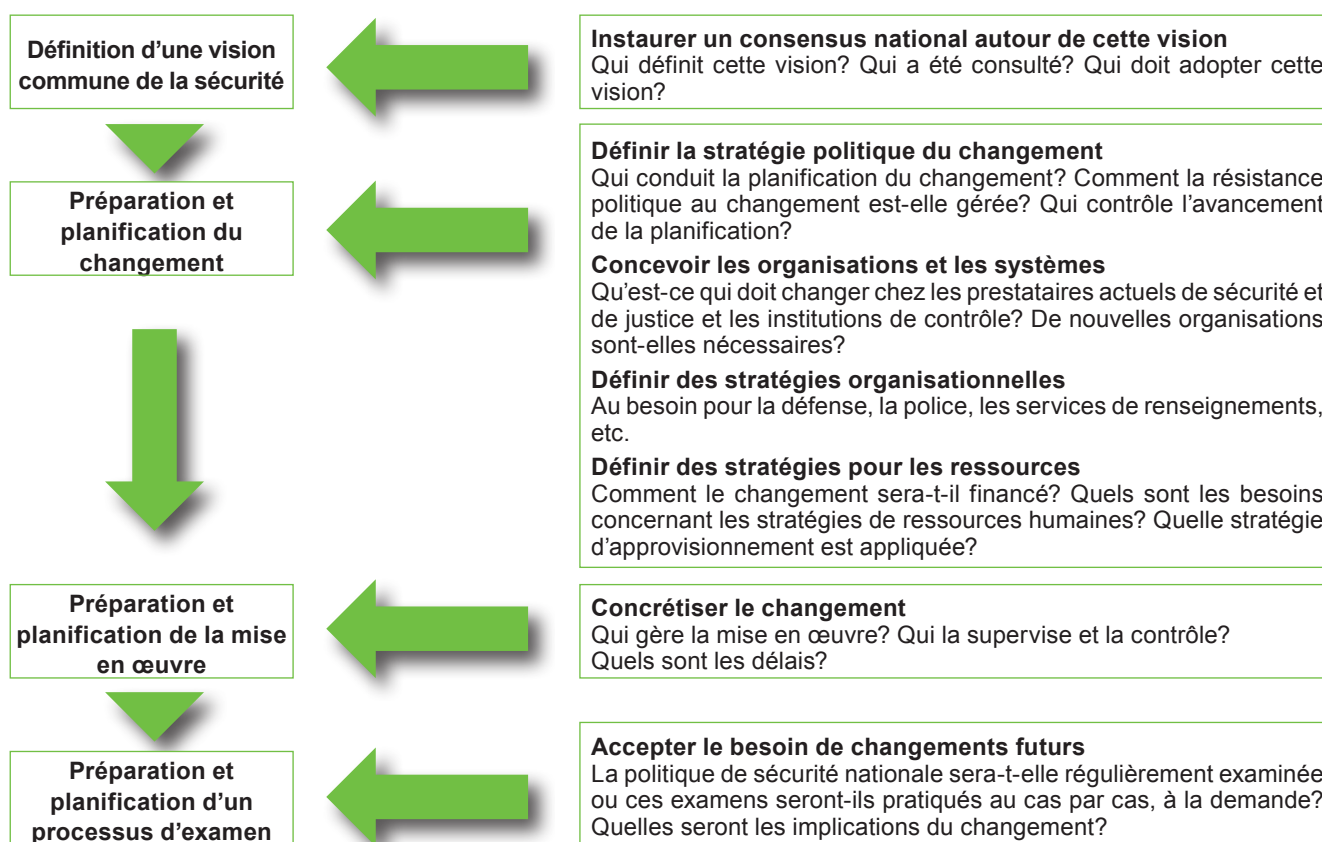 Définition d’une vision
commune de la sécurité
Instaurer un consensus national autour de cette vision
Qui définit cette vision? Qui a été consulté? Qui doit adopter cette
vision?
Préparation et
planification du
changement
Définir la stratégie politique du changement
Qui conduit la planification du changement? Comment la résistance
politique au changement est-elle gérée? Qui contrôle l’avancement
de la planification?
Concevoir les organisations et les systèmes
Qu’est-ce qui doit changer chez les prestataires actuels de sécurité et
de justice et les institutions de contrôle? De nouvelles organisations
sont-elles nécessaires?
Définir des stratégies organisationnelles
Au besoin pour la défense, la police, les services de renseignements,
etc.
Définir des stratégies pour les ressources
Comment le changement sera-t-il financé? Quels sont les besoins
concernant les stratégies de ressources humaines? Quelle stratégie
d’approvisionnement est appliquée?
Préparation et
planification de la mise
en œuvre
Concrétiser le changement
Qui gère la mise en œuvre? Qui la supervise et la contrôle?
Quels sont les délais?
Préparation et
planification d’un
processus d’examen
Accepter le besoin de changements futurs
La politique de sécurité nationale sera-t-elle régulièrement examinée
ou ces examens seront-ils pratiqués au cas par cas, à la demande?
Quelles seront les implications du changement?